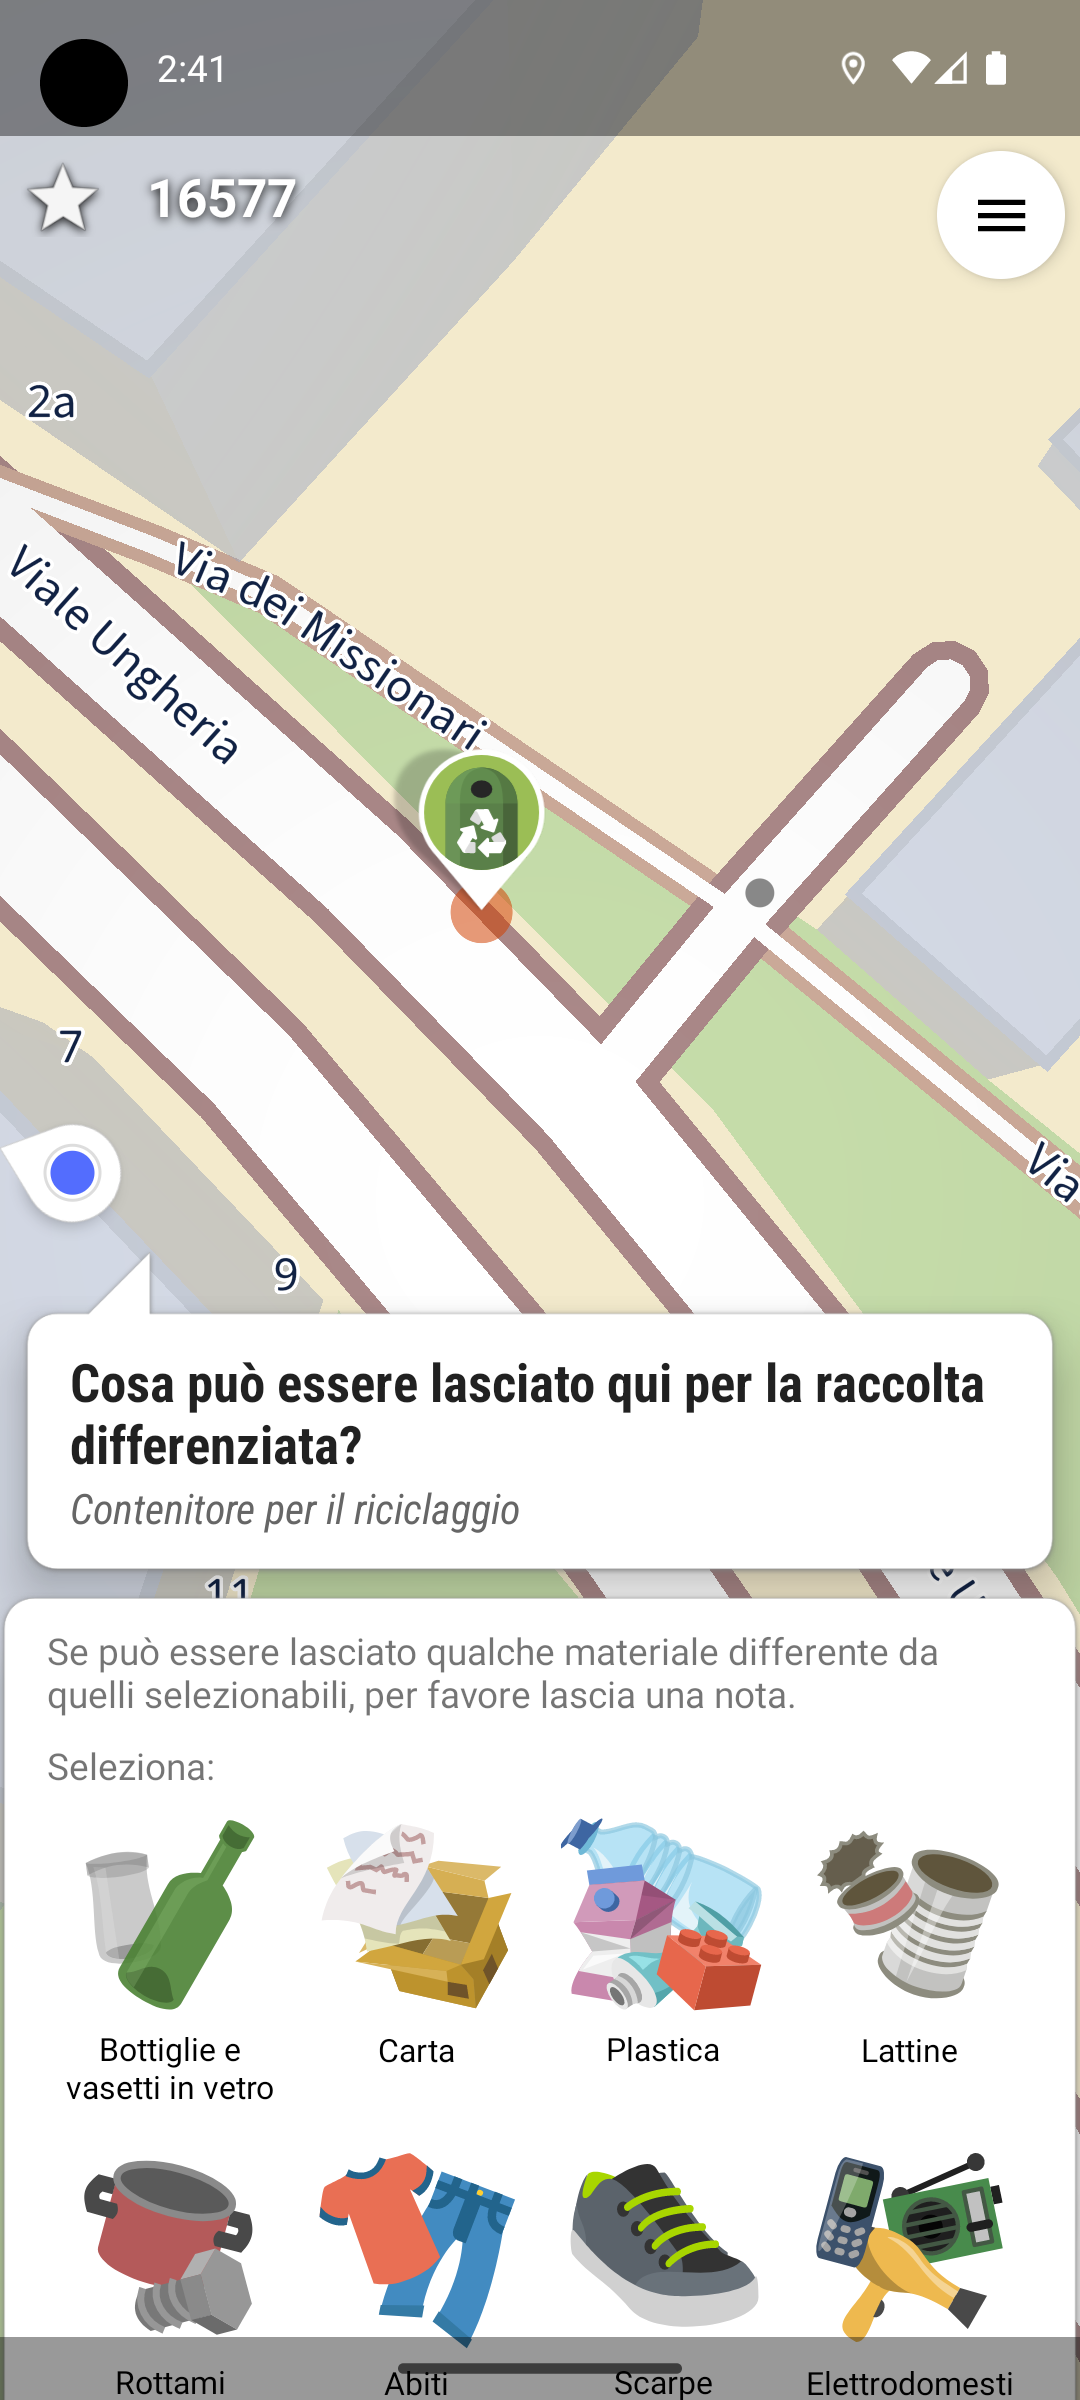 2:41
16577
2a
Via dei Missionari
Viale Ungheria
7
Via
9
Cosa può essere lasciato qui per la raccolta
differenziata?
Contenitore per il riciclaggio
11
Se può essere lasciato qualche materiale differente da
quelli selezionabili, per favore lascia una nota.
Seleziona:
Bottiglie e
vasetti in vetro
Carta
Plastica
Lattine
Rottami
Abiti
Scarpe
Elettrodomesti